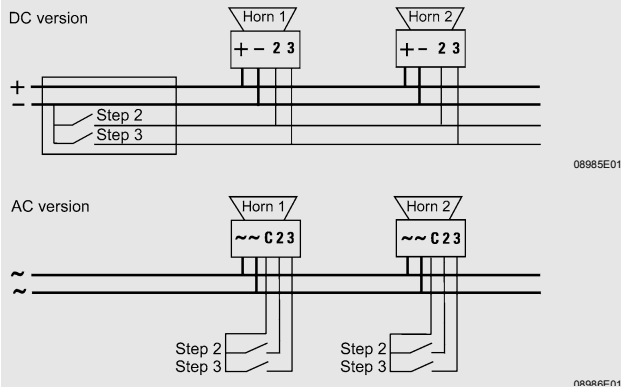 DC version
Horn 1
Horn 2
+ − 2 3
+ − 2 3
+
−
Step 2
Step 3
08985E01
AC version
Horn 1
Horn 2
~ ~ C 2 3
~ ~ C 2 3
~
~
Step 2
Step 3
Step 2
Step 3
08986E01